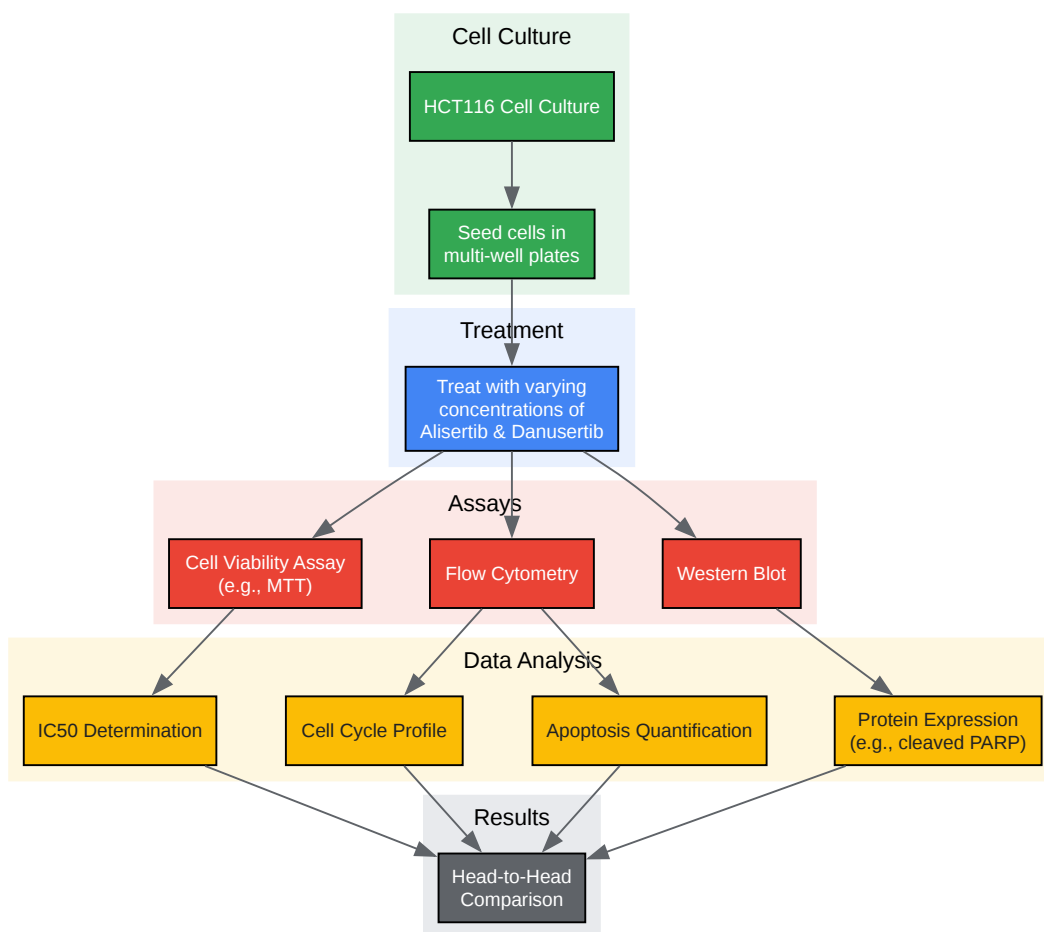 Cell Culture
HCT116 Cell Culture
Seed cells in
multi-well plates
Treatment
Treat with varying
concentrations of
Alisertib & Danusertib
Assays
Cell Viability Assay
(e.g., MTT)
Flow Cytometry
Western Blot
Data Analysis
IC50 Determination
Cell Cycle Profile
Apoptosis Quantification
Protein Expression
(e.g., cleaved PARP)
Results
Head-to-Head
Comparison